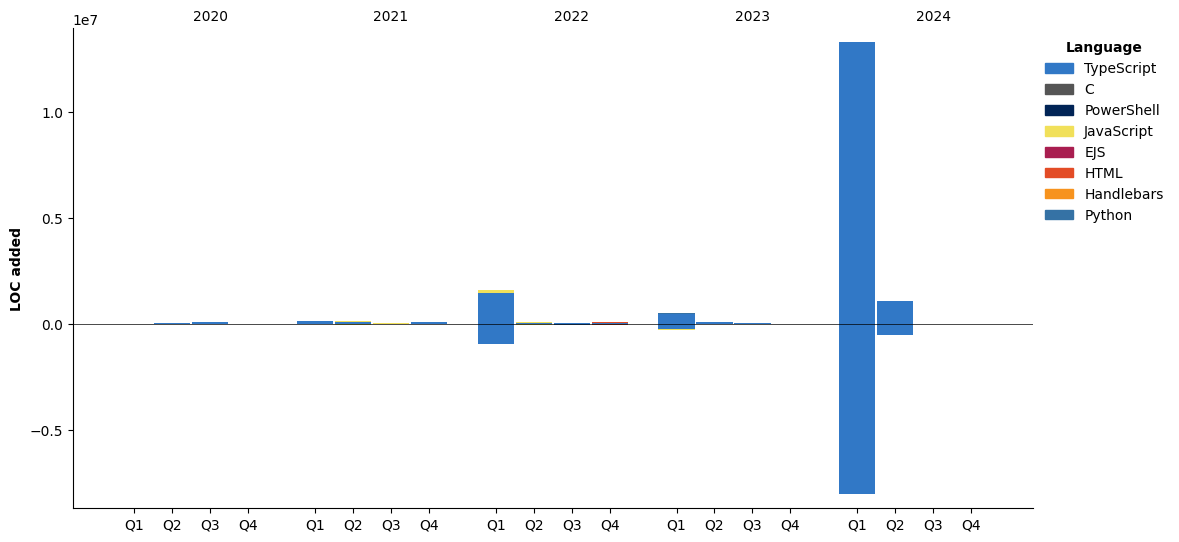 1e7
2020 2021 2022 2023 2024
Language
TypeScript
C
PowerShell
JavaScript
EJS
HTML
Handlebars
Python
LOC added
1.0
0.5
0.0
−0.5
Q1 Q2 Q3 Q4 Q1 Q2 Q3 Q4 Q1 Q2 Q3 Q4 Q1 Q2 Q3 Q4 Q1 Q2 Q3 Q4